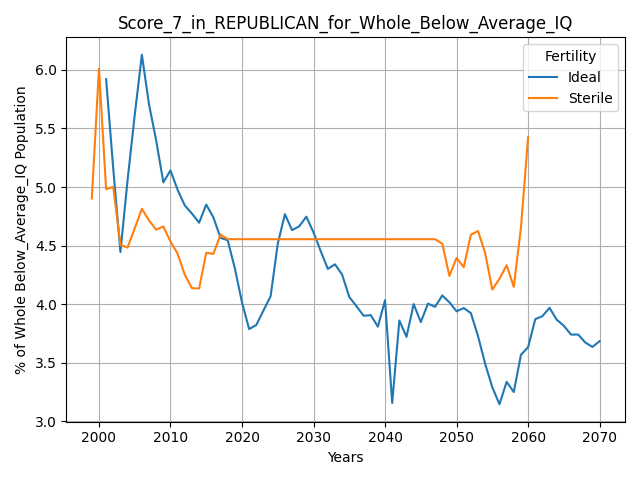 Score_7_in_REPUBLICAN_for_Whole_Below_Average_IQ
Fertility
Ideal
Sterile
% of Whole Below_Average_IQ Population
6.0
5.5
5.0
4.5
4.0
3.5
3.0
2000 2010 2020 2030 2040 2050 2060 2070
Years